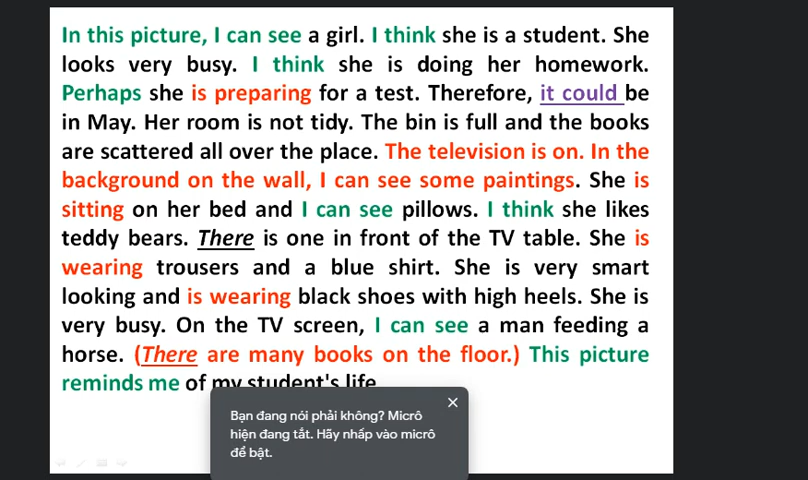 In this picture, I can see a girl. I think she is a student. She
looks very busy. I think she is doing her homework.
Perhaps she is preparing for a test. Therefore, it could be
in May. Her room is not tidy. The bin is full and the books
are scattered all over the place. The television is on. In the
background on the wall, I can see some paintings. She is
sitting on her bed and I can see pillows. I think she likes
teddy bears. There is one in front of the TV table. She is
wearing trousers and a blue shirt. She is very smart
looking and is wearing black shoes with high heels. She is
very busy. On the TV screen, I can see a man feeding a
horse. (There are many books on the floor.) This picture
reminds me of my student's life
Bạn đang nói phải không? Micrô
hiện đang tắt. Hãy nhấp vào micrô
để bật.